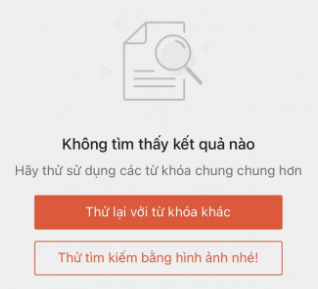 Không tìm thấy kết quả nào
Hãy thử sử dụng các từ khóa chung chung hơn
Thử lại với từ khóa khác
Thử tìm kiếm bằng hình ảnh nhé!